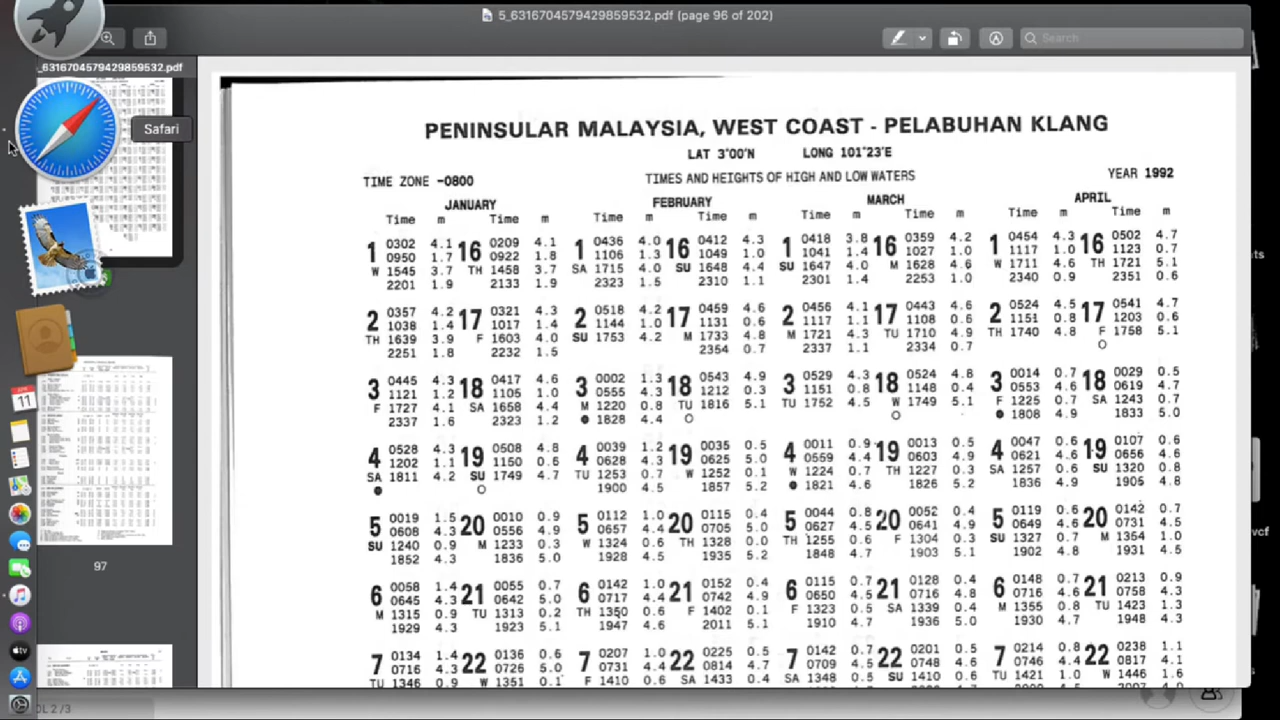 5_6316704579429859532.pdf (page 96 of 202)
Search
_6316704579429859532.pdf
Safari
PENINSULAR MALAYSIA, WEST COAST - PELABUHAN KLANG
LAT 3°00'N LONG 101°23'E
TIME ZONE -0800 TIMES AND HEIGHTS OF HIGH AND LOW WATERS YEAR 1992
JANUARY FEBRUARY MARCH APRIL
Time m Time m Time m Time m Time m Time m Time m Time m
1 0302 4.1 16 0209 4.1 1 0436 4.0 16 0412 4.3 1 0418 3.8 16 0359 4.2 1 0454 4.3 16 0502 4.7
0950 1.7 0922 1.8 1106 1.3 1049 1.0 1041 1.4 1027 1.0 1117 1.0 1123 0.7
W 1545 3.7 TH 1458 3.7 SA 1715 4.0 SU 1648 4.4 SU 1647 4.0 M 1628 4.6 W 1711 4.6 TH 1721 5.1
2201 1.9 2133 1.9 2323 1.5 2310 1.1 2301 1.4 2253 1.0 2340 0.9 2351 0.6
2 0357 4.2 17 0321 4.3 2 0518 4.2 17 0459 4.6 2 0456 4.1 17 0443 4.6 2 0524 4.5 17 0541 4.7
1038 1.4 1017 1.4 1144 1.0 1131 0.6 1117 1.1 1108 0.6 1151 0.8 1203 0.6
TH 1639 3.9 F 1603 4.0 SU 1753 4.2 M 1733 4.8 M 1721 4.3 TU 1710 4.9 TH 1740 4.8 F 1758 5.1
2251 1.8 2232 1.5 2354 0.7 2337 1.1 2334 0.7
3 0445 4.3 18 0417 4.6 3 0002 1.3 18 0543 4.9 3 0529 4.3 18 0524 4.8 3 0014 0.7 18 0029 0.5
1121 1.2 1105 1.0 0555 4.3 1212 0.3 1151 0.8 1148 0.4 0553 4.6 0619 4.7
F 1727 4.1 SA 1658 4.4 M 1220 0.8 TU 1816 5.1 TU 1752 4.5 W 1749 5.1 F 1225 0.7 SA 1243 0.7
2337 1.6 2323 1.2 1828 4.4 1808 4.9 1833 5.0
4 0528 4.3 19 0508 4.8 4 0039 1.2 19 0035 0.5 4 0011 0.9 19 0013 0.5 4 0047 0.6 19 0107 0.6
1202 1.1 1150 0.6 0628 4.3 0625 5.0 0559 4.4 0603 4.9 0621 4.6 0656 4.6
SA 1811 4.2 SU 1749 4.7 TU 1253 0.7 W 1252 0.1 W 1224 0.7 TH 1227 0.3 SA 1257 0.6 SU 1320 0.8
1900 4.5 1857 5.2 1821 4.6 1826 5.2 1836 4.9 1905 4.8
5 0019 1.5 20 0010 0.9 5 0112 1.0 20 0115 0.4 5 0044 0.8 20 0052 0.4 5 0119 0.6 20 0142 0.7
0608 4.3 0556 4.9 0657 4.4 0705 5.0 0627 4.5 0641 4.9 0649 4.6 0731 4.5
SU 1240 0.9 M 1233 0.3 W 1324 0.6 TH 1328 0.0 TH 1255 0.6 F 1304 0.3 SU 1327 0.7 M 1354 1.0
1852 4.3 1836 5.0 1928 4.5 1935 5.2 1848 4.7 1903 5.1 1902 4.8 1931 4.5
6 0058 1.4 21 0055 0.7 6 0142 1.0 21 0152 0.4 6 0115 0.7 21 0128 0.4 6 0148 0.7 21 0213 0.9
0645 4.3 0642 5.0 0717 4.4 0742 4.9 0650 4.5 0716 4.8 0716 4.6 0758 4.3
M 1315 0.9 TU 1313 0.2 TH 1350 0.6 F 1402 0.1 F 1323 0.5 SA 1339 0.4 M 1355 0.8 TU 1423 1.3
1929 4.3 1923 5.1 1947 4.6 2011 5.1 1910 4.7 1936 5.0 1930 4.7 1948 4.3
7 0134 1.4 22 0136 0.6 7 0207 1.0 22 0225 0.5 7 0142 0.7 22 0201 0.5 7 0214 0.8 22 0238 1.1
0716 4.3 0726 5.0 0731 4.4 0814 4.7 0709 4.5 0748 4.6 0746 4.4 0817 4.1
TU 1346 0.9 W 1351 0.1 F 1410 0.6 SA 1433 0.4 SA 1348 0.5 SU 1410 0.6 TU 1421 1.0 W 1446 1.6
11
97